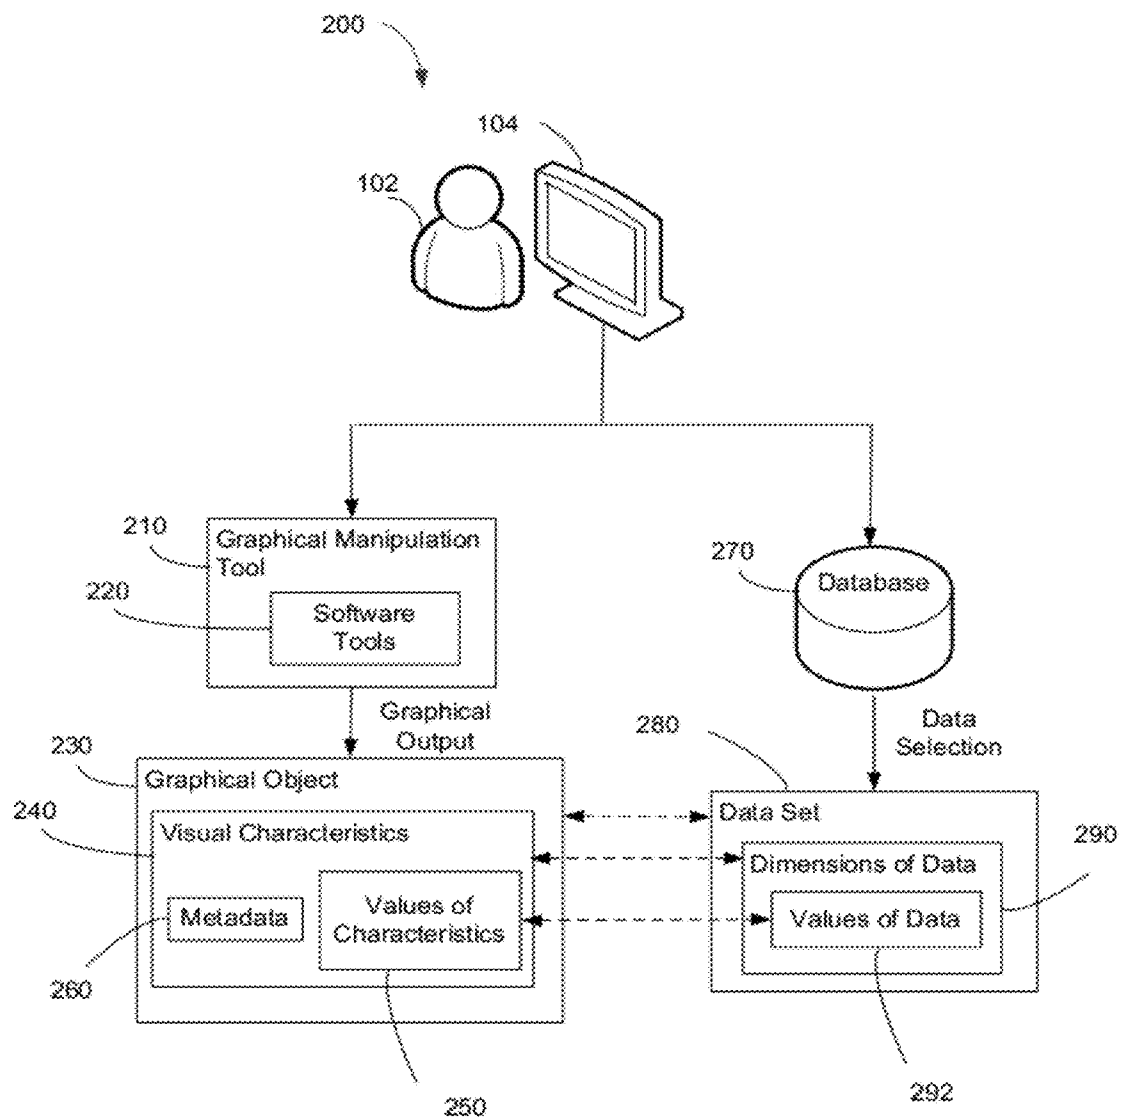 200
104
102
210
Graphical Manipulation
Tool
220
Software
Tools
270
Database
Graphical
Output
280
Data
Selection
230
Graphical Object
Data Set
240
Visual Characteristics
290
Dimensions of Data
Metadata
Values of
Characteristics
Values of Data
260
250
292